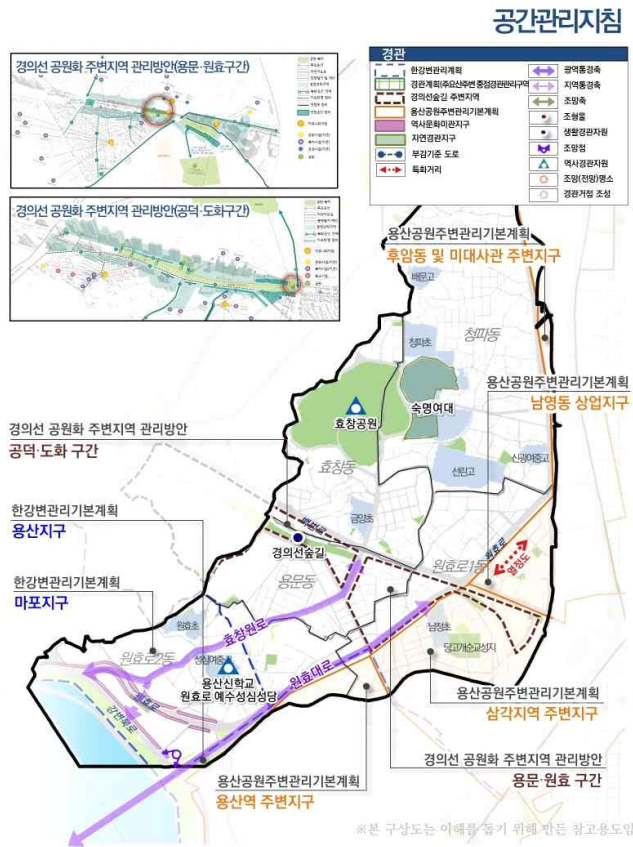 공간관리지침
경의선 공원화 주변지역 관리방안(용문·원효구간)
경의선 공원화 주변지역 관리방안(공덕·도화구간)
경관
한강변관리계획
경관계획(주요산주변 중점경관관리구역)
경의선숲길 주변지역
용산공원주변관리기본계획
역사문화미관지구
자연경관지구
부감기준 도로
특화거리
광역통경축
지역통경축
조망축
조형물
생활경관자원
조망점
역사경관자원
조망(전망)명소
경관거점 조성
용산공원주변관리기본계획
후암동 및 미대사관 주변지구
배문고
청파동
청파초
용산공원주변관리기본계획
남영동 상업지구
효창공원
숙명여대
경의선 공원화 주변지역 관리방안
공덕·도화 구간
효창동
신광여중고
선린고
금양초
백범로
한강변관리기본계획
용산지구
경의선숲길
원효로1동
원효로
열정도
용문동
한강변관리기본계획
마포지구
원효초
효창원로
남정초
원효로2동
성심여중고
당고개순교성지
용산신학교
원효로 예수성심성당
원효대로
원효로
강변북로
용산공원주변관리기본계획
삼각지역 주변지구
경의선 공원화 주변지역 관리방안
용문·원효 구간
용산공원주변관리기본계획
용산역 주변지구
※본 구상도는 이해를 돕기 위해 만든 참고용도임